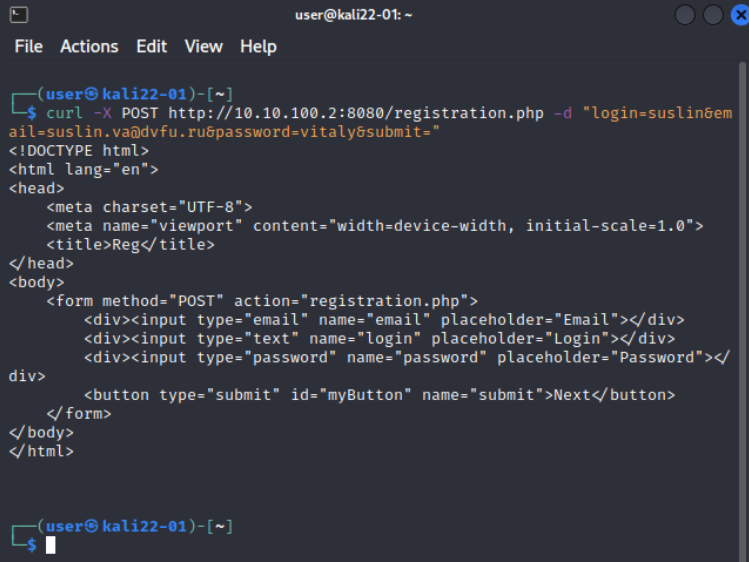 user@kali22-01: ~
File Actions Edit View Help
┌──(user㉿kali22-01)-[~]
└─$ curl -X POST http://10.10.100.2:8080/registration.php -d "login=suslin&em
ail=suslin.va@dvfu.ru&password=vitaly&submit="
<!DOCTYPE html>
<html lang="en">
<head>
    <meta charset="UTF-8">
    <meta name="viewport" content="width=device-width, initial-scale=1.0">
    <title>Reg</title>
</head>
<body>
    <form method="POST" action="registration.php">
        <div><input type="email" name="email" placeholder="Email"></div>
        <div><input type="text" name="login" placeholder="Login"></div>
        <div><input type="password" name="password" placeholder="Password"></
div>
        <button type="submit" id="myButton" name="submit">Next</button>
    </form>
</body>
</html>
┌──(user㉿kali22-01)-[~]
└─$